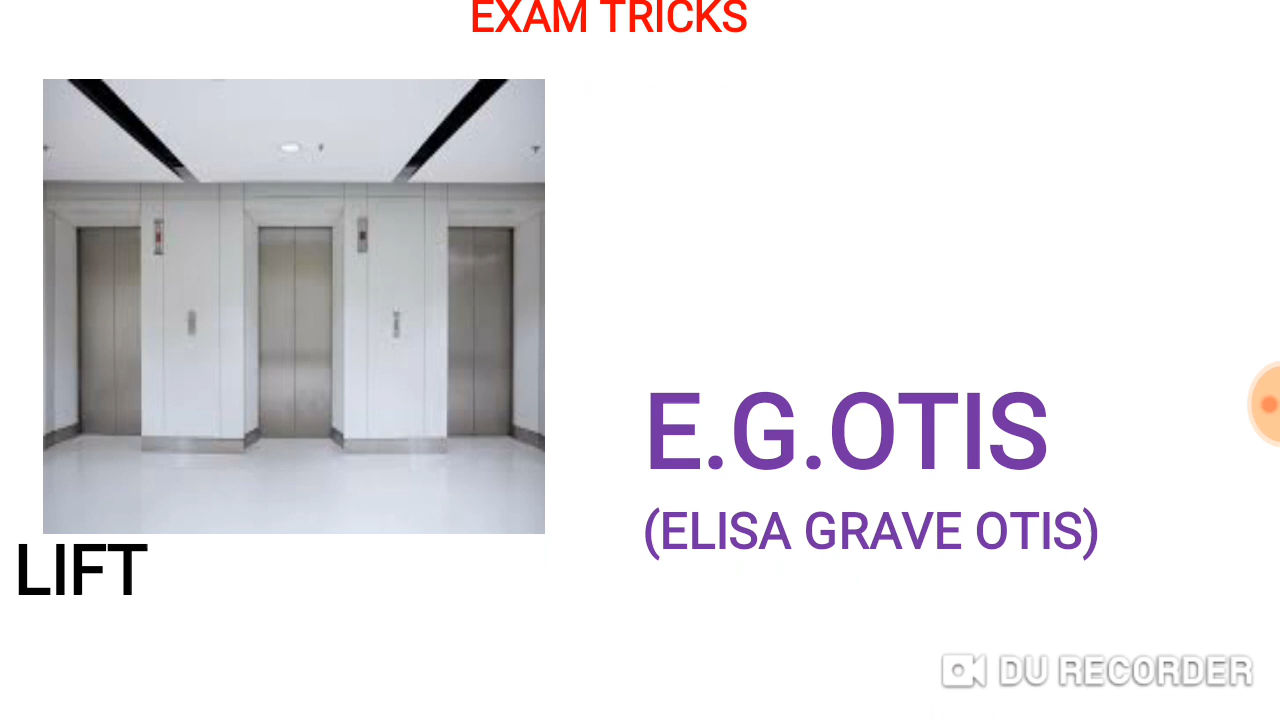 EXAM TRICKS
E.G.OTIS
(ELISA GRAVE OTIS)
LIFT
DU RECORDER